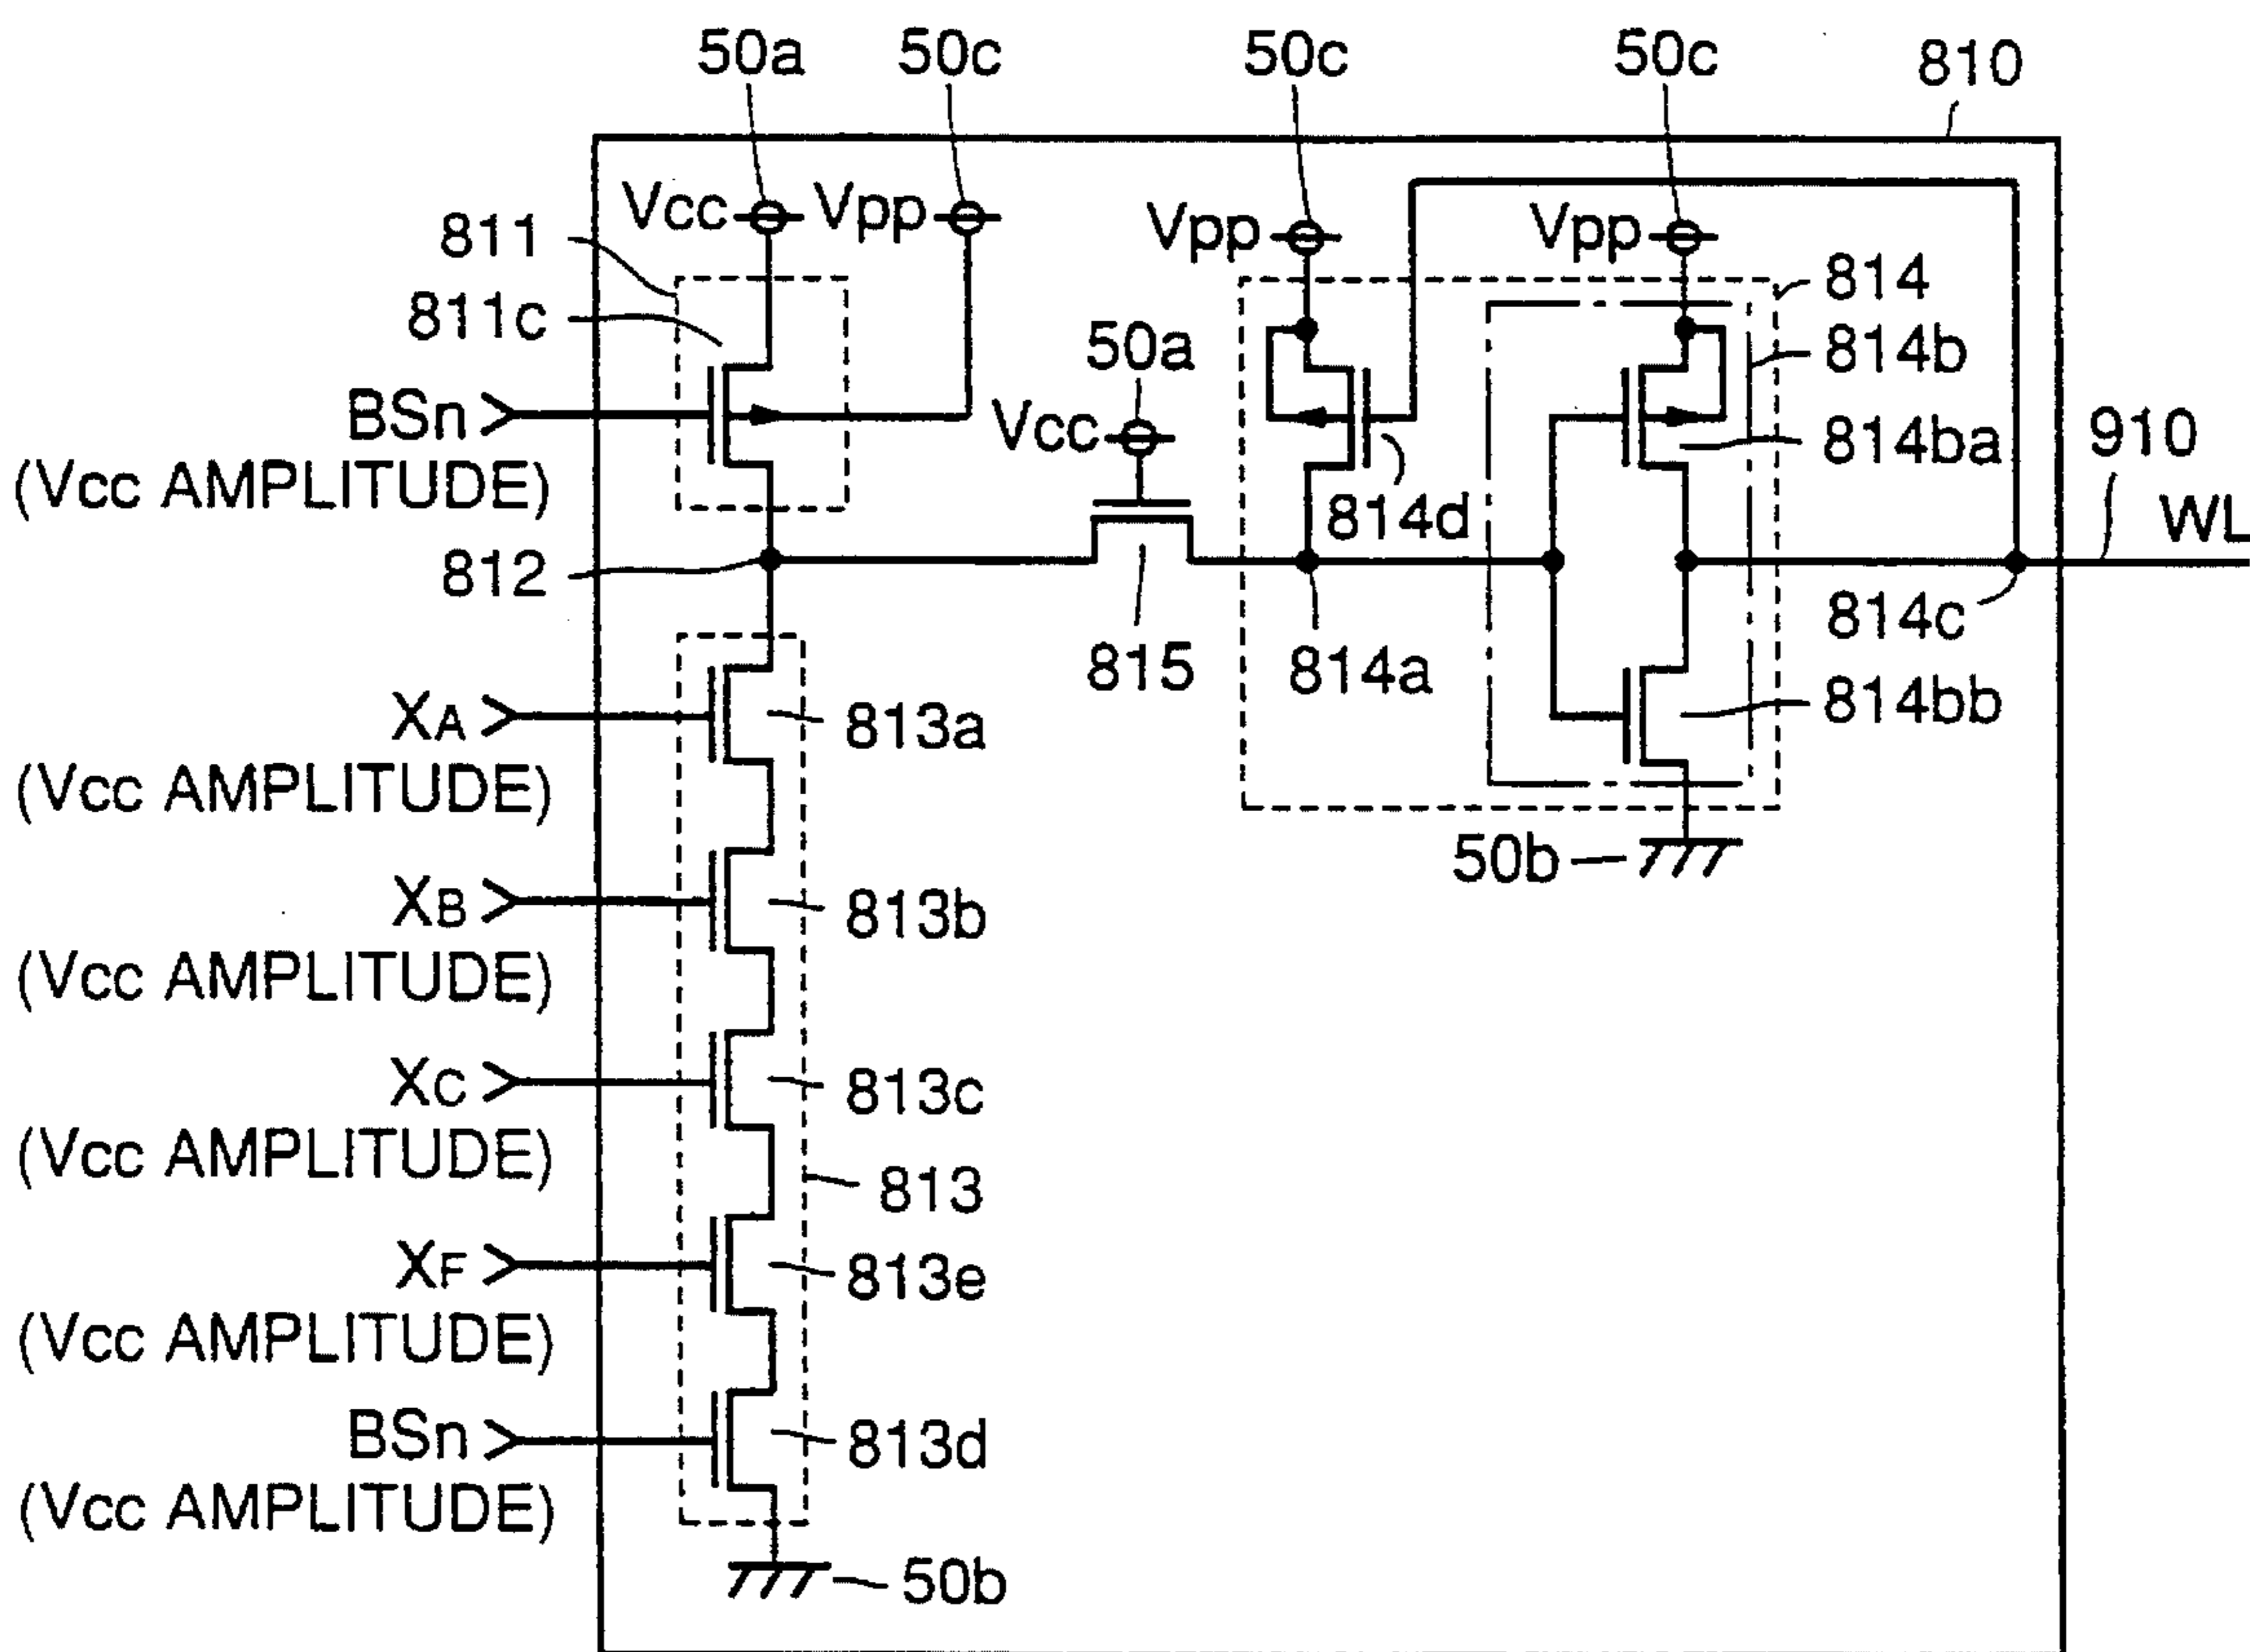 50a 50c 50c 50c 810
Vcc Vpp Vpp Vpp
811
811c
814
50a
814b
BSn
(Vcc AMPLITUDE)
Vcc
814ba
910
814d
WL
812
814c
815
814a
XA
(Vcc AMPLITUDE)
813a
814bb
50b
XB
(Vcc AMPLITUDE)
813b
XC
(Vcc AMPLITUDE)
813c
813
XF
(Vcc AMPLITUDE)
813e
BSn
(Vcc AMPLITUDE)
813d
50b